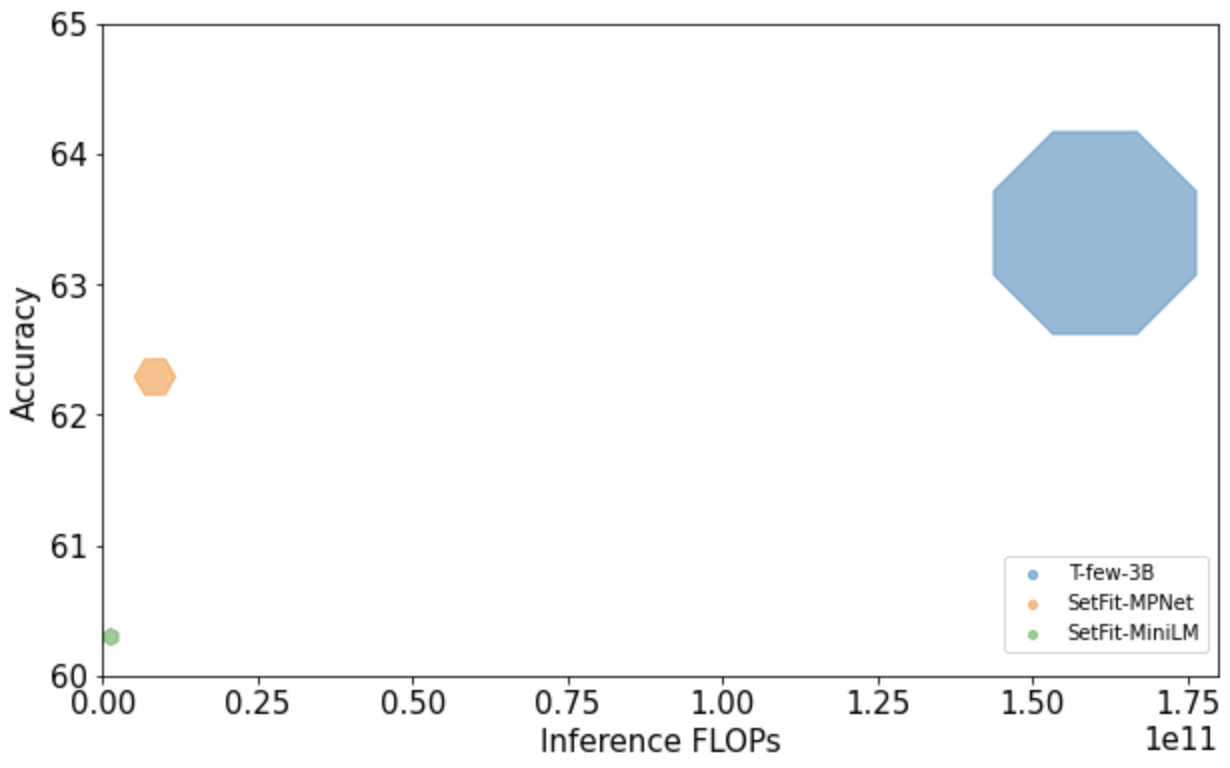 65
64
63
62
61
60
Accuracy
T-few-3B
SetFit-MPNet
SetFit-MiniLM
0.00 0.25 0.50 0.75 1.00 1.25 1.50 1.75
Inference FLOPs
1e11